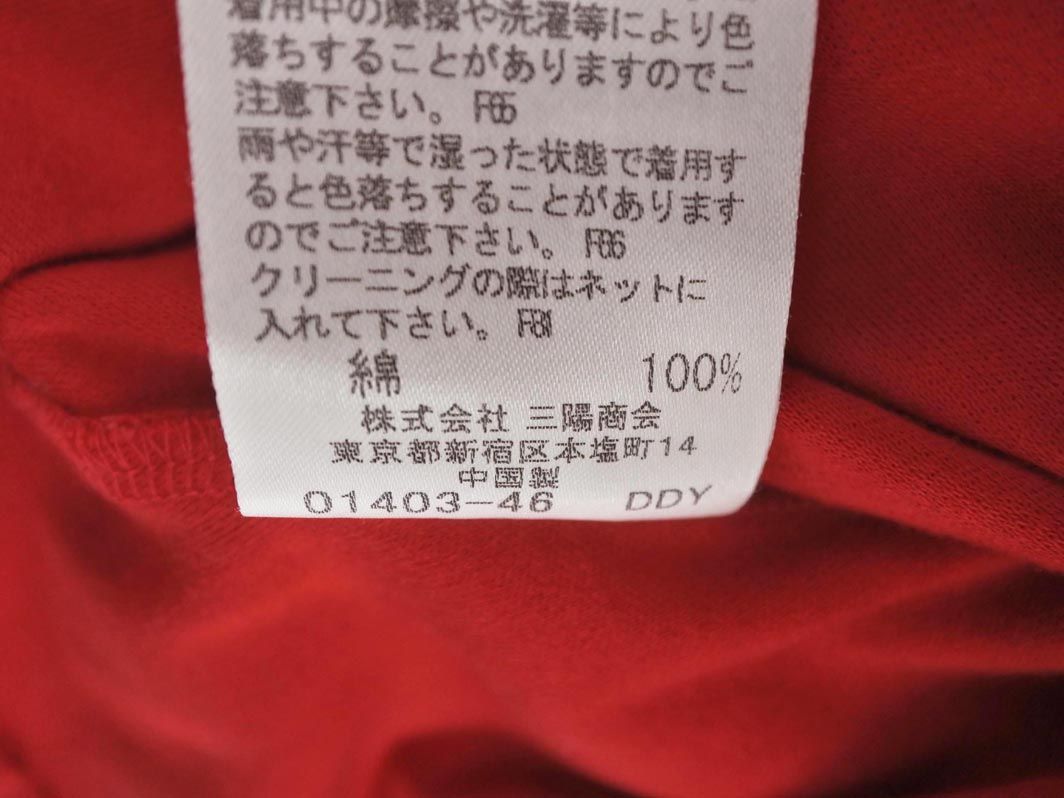 着用中の摩擦や洗濯等により色
落ちすることがありますのでご
注意下さい。 F65
雨や汗等で湿った状態で着用す
ると色落ちすることがあります
のでご注意下さい。 F66
クリーニングの際はネットに
入れて下さい。 F81
綿 100%
株式会社 三陽商会
東京都新宿区本塩町14
中国製
01403-46 DDY